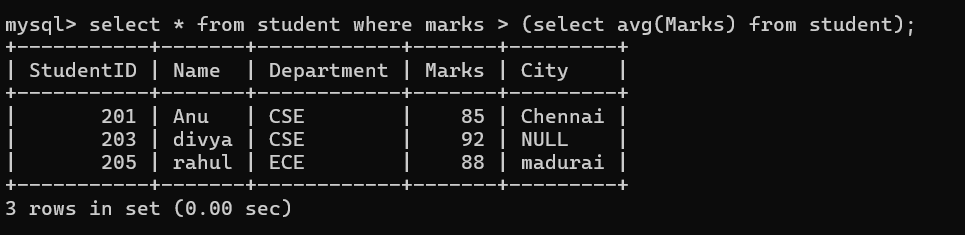 mysql> select * from student where marks > (select avg(Marks) from student);
+-----------+-------+------------+-------+---------+
| StudentID | Name  | Department | Marks | City    |
+-----------+-------+------------+-------+---------+
|       201 | Anu   | CSE        |    85 | Chennai |
|       203 | divya | CSE        |    92 | NULL    |
|       205 | rahul | ECE        |    88 | madurai |
+-----------+-------+------------+-------+---------+
3 rows in set (0.00 sec)